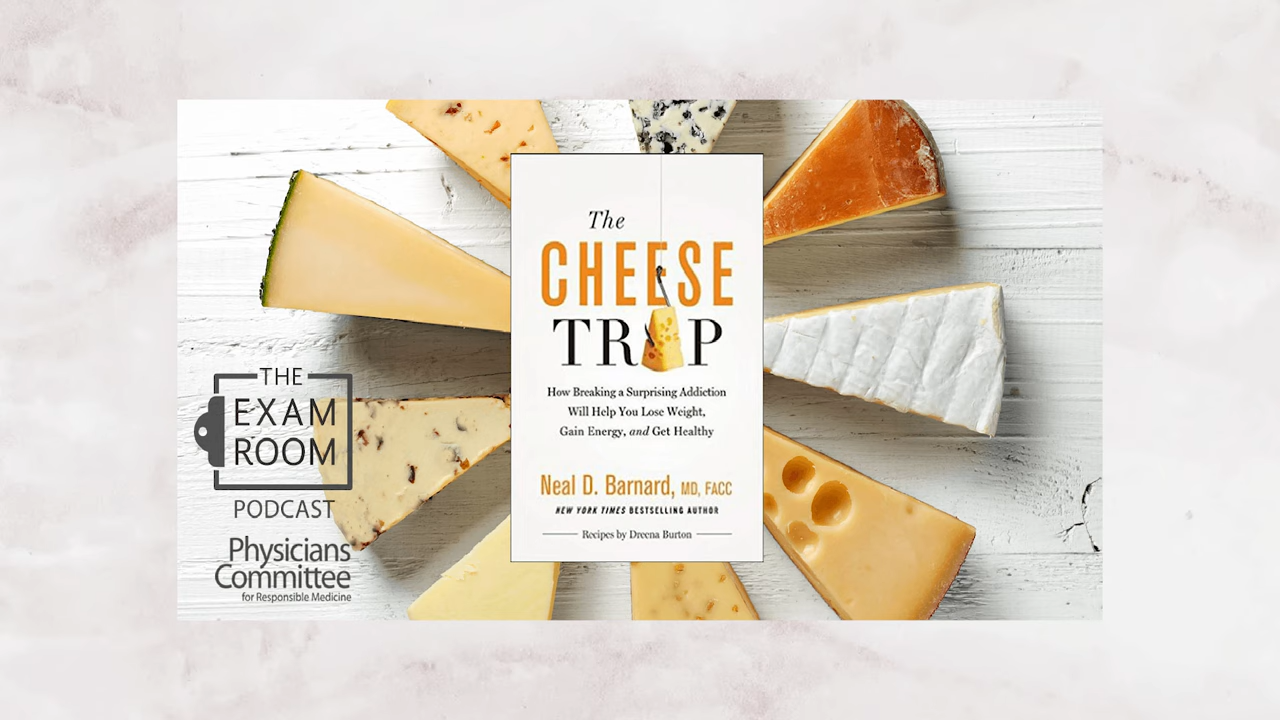 The
CHEESE
TRAP
How Breaking a Surprising Addiction
Will Help You Lose Weight,
Gain Energy, and Get Healthy
Neal D. Barnard, MD, FACC
NEW YORK TIMES BESTSELLING AUTHOR
Recipes by Dreena Burton
THE
EXAM
ROOM
PODCAST
Physicians
Committee
for Responsible Medicine